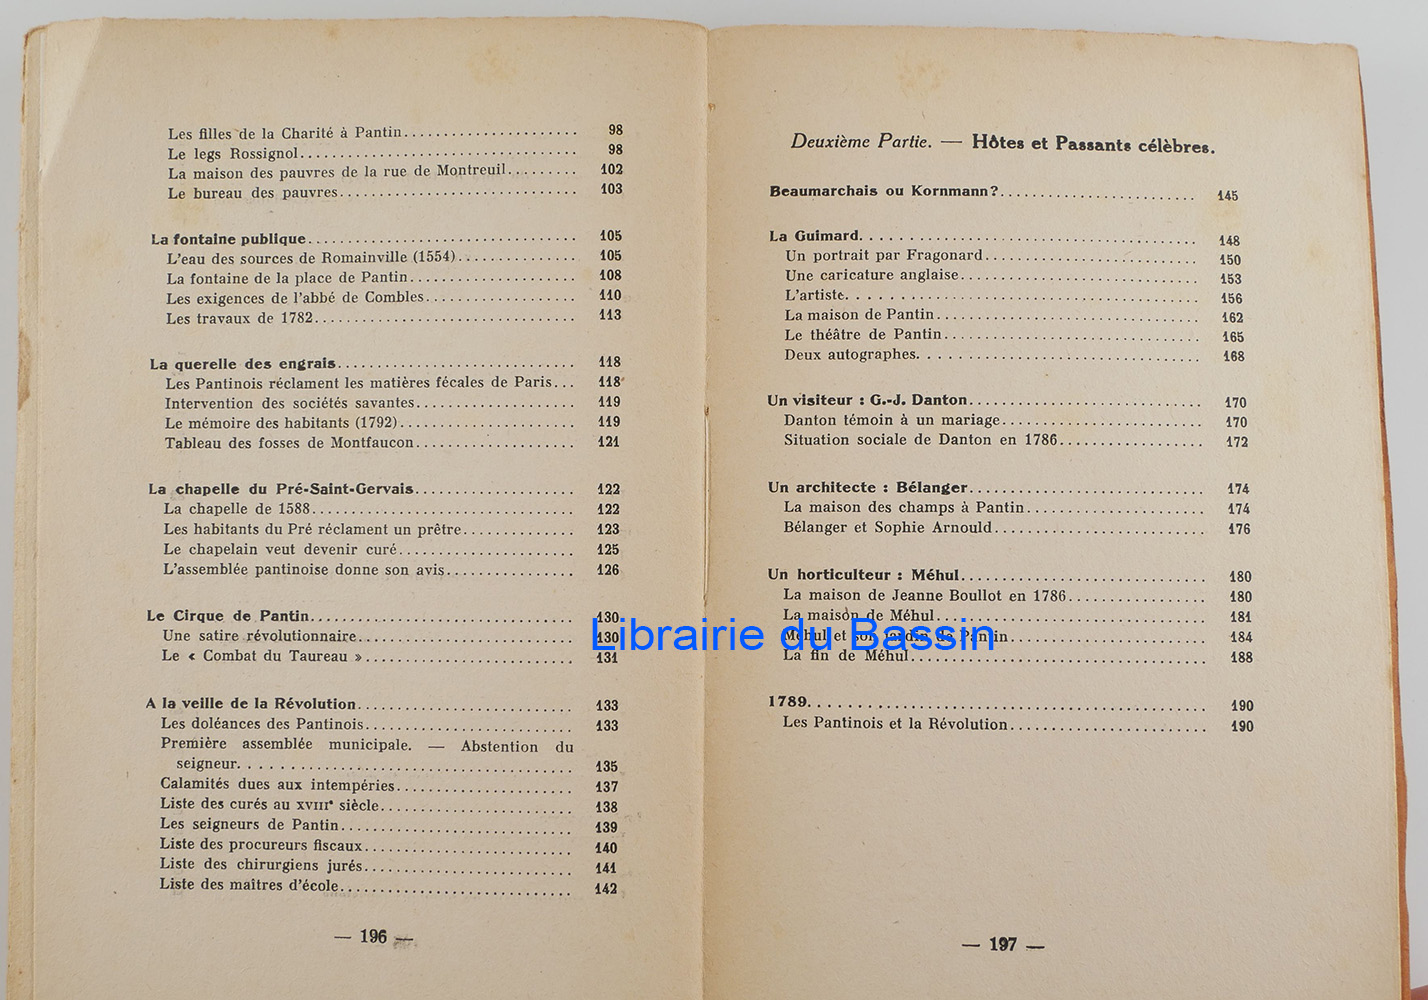 Les filles de la Charité à Pantin...................... 98
Le legs Rossignol................................... 98
La maison des pauvres de la rue de Montreuil......... 102
Le bureau des pauvres.............................. 103
La fontaine publique.................................. 105
L'eau des sources de Romainville (1554)............... 105
La fontaine de la place de Pantin..................... 108
Les exigences de l'abbé de Combles................... 110
Les travaux de 1782................................. 113
La querelle des engrais.............................. 118
Les Pantinois réclament les matières fécales de Paris... 118
Intervention des sociétés savantes.................... 119
Le mémoire des habitants (1792)...................... 119
Tableau des fosses de Montfaucon.................... 121
La chapelle du Pré-Saint-Gervais.................... 122
La chapelle de 1588................................. 122
Les habitants du Pré réclament un prêtre.............. 123
Le chapelain veut devenir curé....................... 125
L'assemblée pantinoise donne son avis................ 126
Le Cirque de Pantin................................. 130
Une satire révolutionnaire........................... 130
Le « Combat du Taureau ».......................... 131
A la veille de la Révolution........................... 133
Les doléances des Pantinois.......................... 133
Première assemblée municipale. — Abstention du
seigneur.......................................... 135
Calamités dues aux intempéries...................... 137
Liste des curés au XVIIIe siècle........................ 138
Les seigneurs de Pantin............................. 139
Liste des procureurs fiscaux.......................... 140
Liste des chirurgiens jurés........................... 141
Liste des maîtres d'école............................. 142
— 196 —
Deuxième Partie. — Hôtes et Passants célèbres.
Beaumarchais ou Kornmann?......................... 145
La Guimard.......................................... 148
Un portrait par Fragonard........................... 150
Une caricature anglaise.............................. 153
L'artiste............................................ 156
La maison de Pantin................................. 162
Le théâtre de Pantin................................. 165
Deux autographes.................................... 168
Un visiteur : G.-J. Danton.............................. 170
Danton témoin à un mariage......................... 170
Situation sociale de Danton en 1786................... 172
Un architecte : Bélanger.............................. 174
La maison des champs à Pantin....................... 174
Bélanger et Sophie Arnould........................... 176
Un horticulteur : Méhul............................... 180
La maison de Jeanne Boullot en 1786.................. 180
La maison de Méhul................................. 181
Méhul et son jardin de Pantin......................... 184
La fin de Méhul...................................... 188
1789.................................................. 190
Les Pantinois et la Révolution......................... 190
— 197 —
Librairie du Bassin